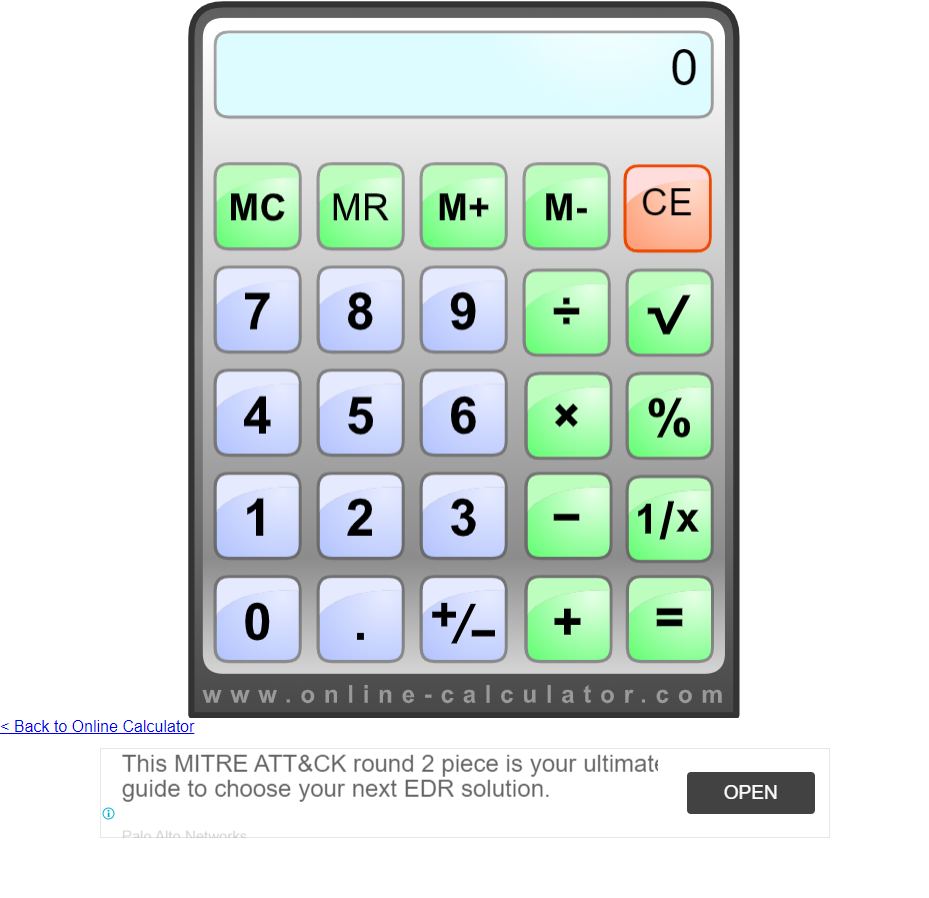 0
MC MR M+ M- CE
7 8 9 ÷ √
4 5 6 × %
1 2 3 − 1/x
0 . +/− + =
www.online-calculator.com
< Back to Online Calculator
This MITRE ATT&CK round 2 piece is your ultimate
guide to choose your next EDR solution.
OPEN
Palo Alto Networks